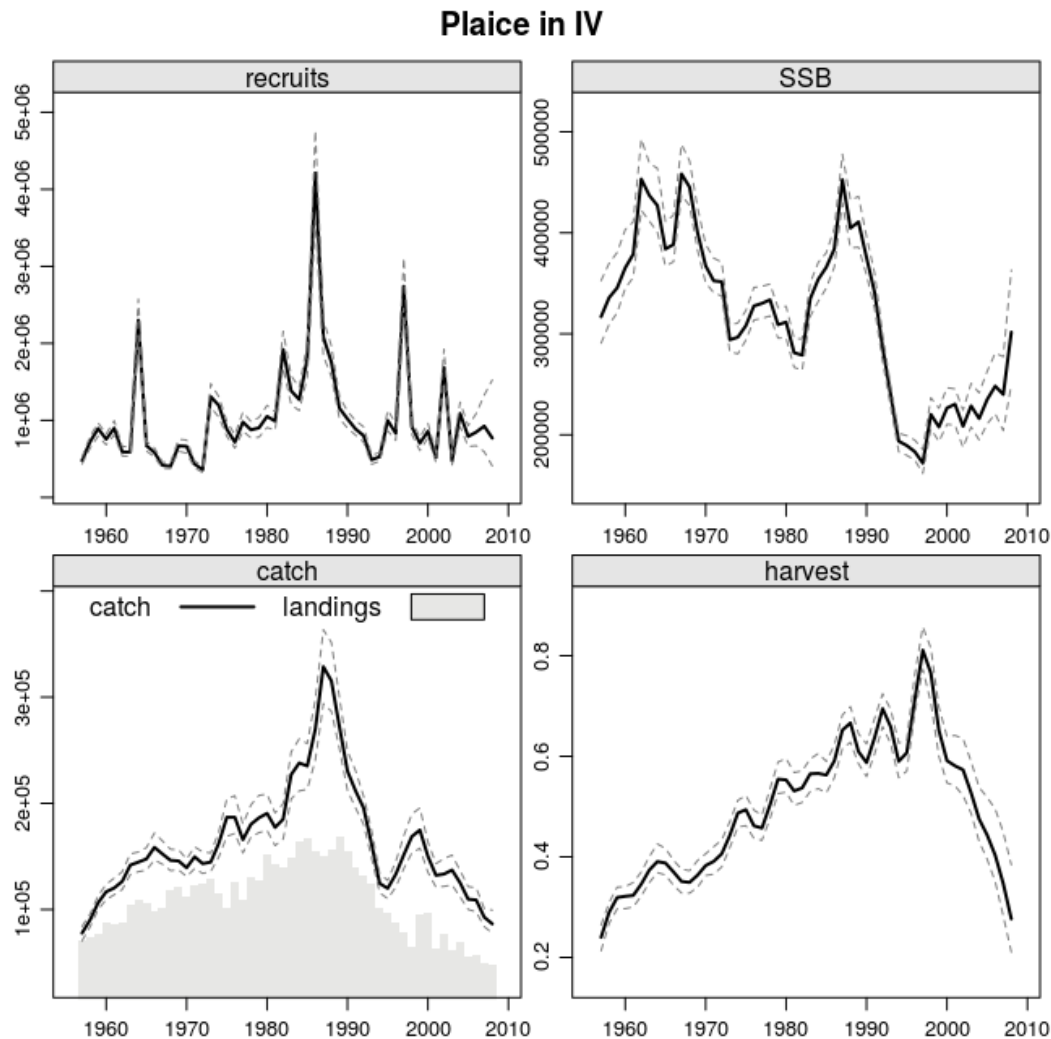 Plaice in IV
recruits
5e+06
4e+06
3e+06
2e+06
1e+06
1960 1970 1980 1990 2000 2010
SSB
500000
400000
300000
200000
1960 1970 1980 1990 2000 2010
catch
catch landings
3e+05
2e+05
1e+05
1960 1970 1980 1990 2000 2010
harvest
0.8
0.6
0.4
0.2
1960 1970 1980 1990 2000 2010